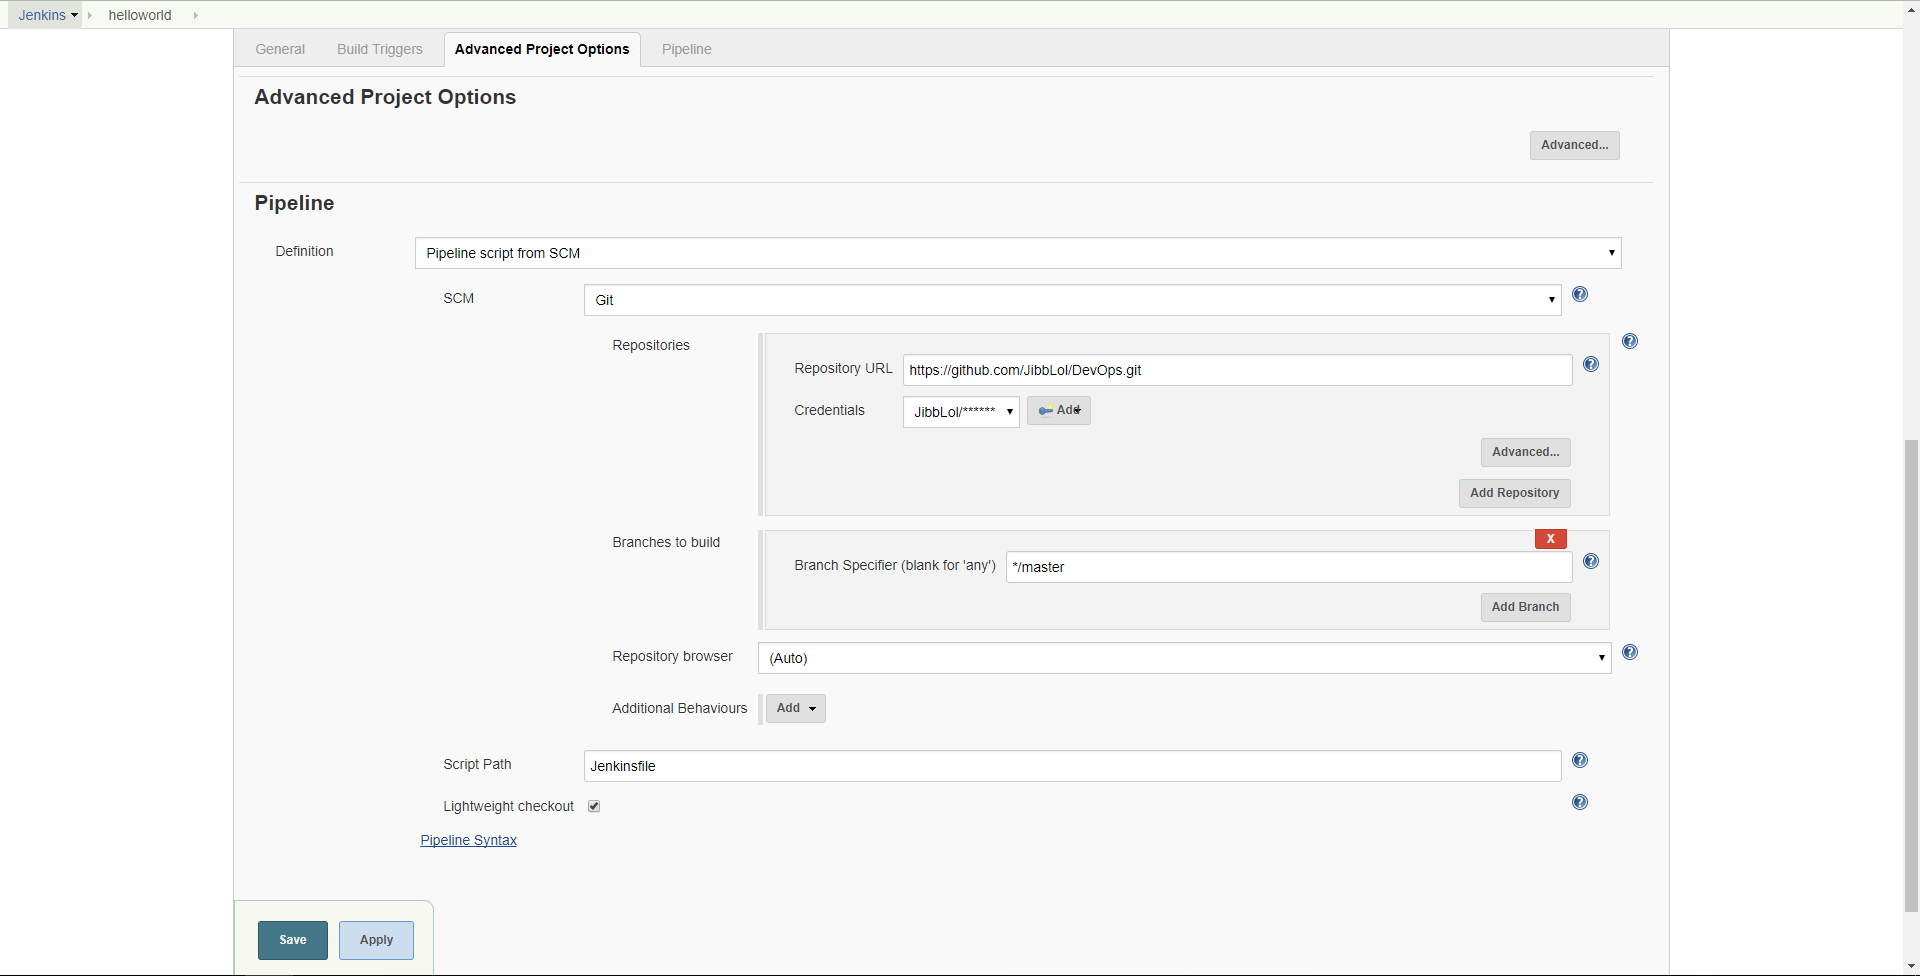 Jenkins helloworld
General Build Triggers Advanced Project Options Pipeline
Advanced Project Options
Advanced...
Pipeline
Definition Pipeline script from SCM
SCM Git
Repositories
Repository URL https://github.com/JibbLol/DevOps.git
Credentials JibbLol/****** Add
Advanced...
Add Repository
Branches to build
X
Branch Specifier (blank for 'any') */master
Add Branch
Repository browser (Auto)
Additional Behaviours Add
Script Path Jenkinsfile
Lightweight checkout
Pipeline Syntax
Save Apply